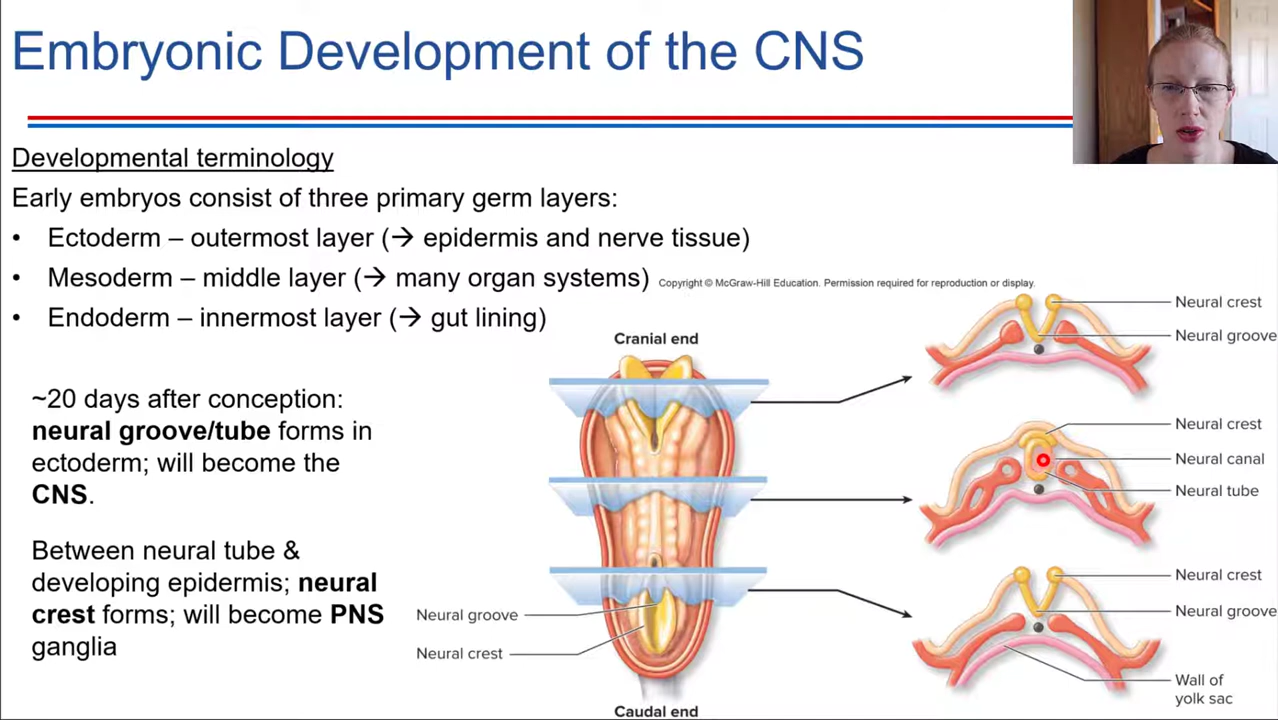 Embryonic Development of the CNS
Developmental terminology
Early embryos consist of three primary germ layers:
• Ectoderm – outermost layer (→ epidermis and nerve tissue)
• Mesoderm – middle layer (→ many organ systems)
• Endoderm – innermost layer (→ gut lining)
~20 days after conception:
neural groove/tube forms in
ectoderm; will become the
CNS.
Between neural tube &
developing epidermis; neural
crest forms; will become PNS
ganglia
Copyright © McGraw-Hill Education. Permission required for reproduction or display.
Cranial end
Neural groove
Neural crest
Caudal end
Neural crest
Neural groove
Neural crest
Neural canal
Neural tube
Neural crest
Neural groove
Wall of
yolk sac